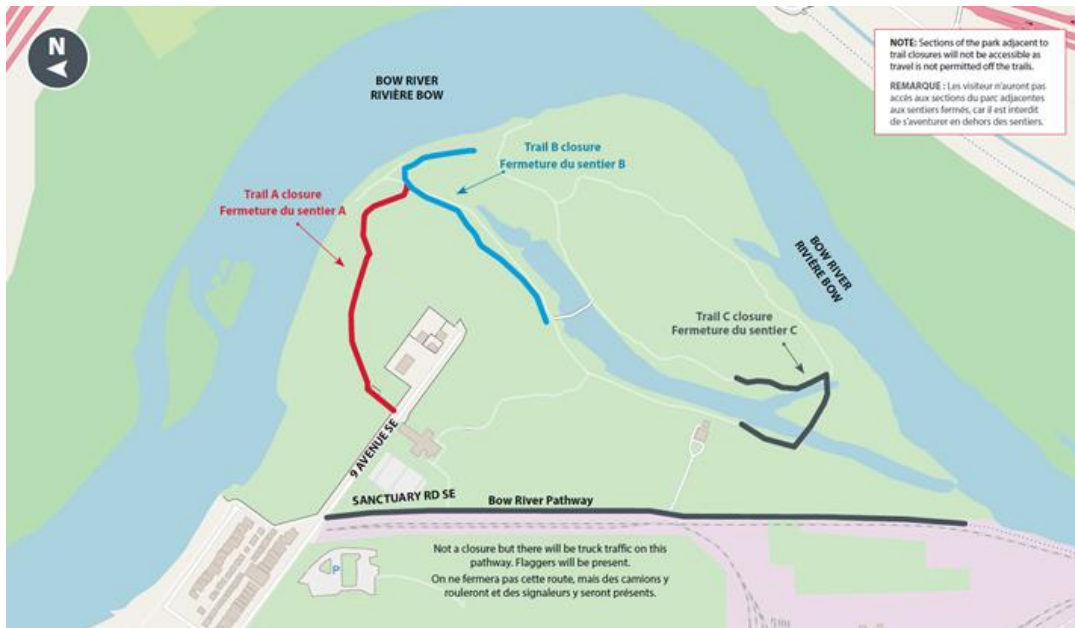 N
BOW RIVER
RIVIÈRE BOW
NOTE: Sections of the park adjacent to
trail closures will not be accessible as
travel is not permitted off the trails.
REMARQUE : Les visiteur n'auront pas
accès aux sections du parc adjacentes
aux sentiers fermés, car il est interdit
de s'aventurer en dehors des sentiers.
Trail B closure
Fermeture du sentier B
Trail A closure
Fermeture du sentier A
BOW RIVER
RIVIÈRE BOW
Trail C closure
Fermeture du sentier C
9 AVENUE SE
SANCTUARY RD SE
Bow River Pathway
Not a closure but there will be truck traffic on this
pathway. Flaggers will be present.
On ne fermera pas cette route, mais des camions y
rouleront et des signaleurs y seront présents.
P